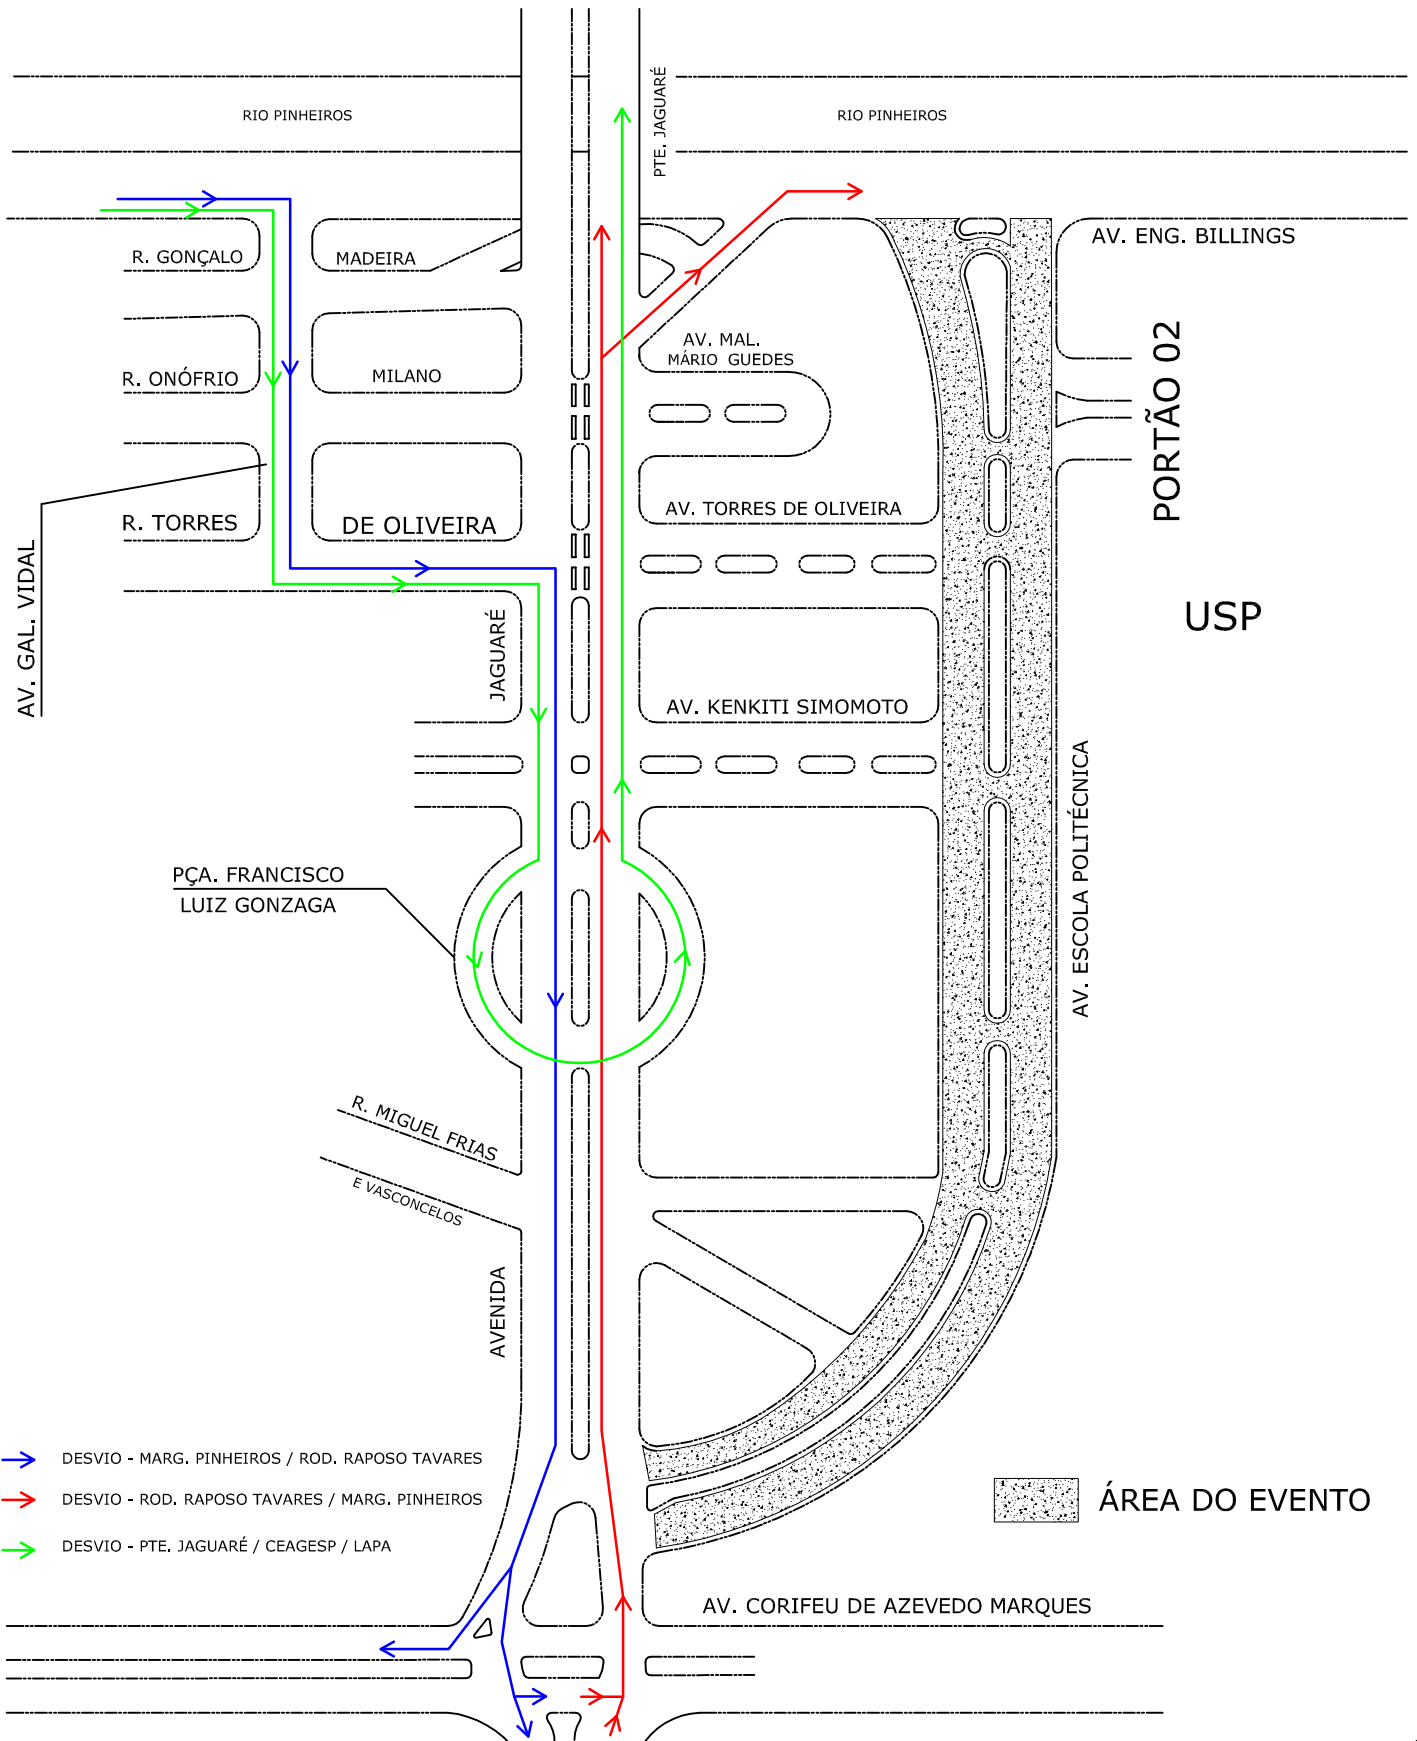 RIO PINHEIROS
PTE. JAGUARÉ
RIO PINHEIROS
R. GONÇALO
MADEIRA
AV. ENG. BILLINGS
R. ONÓFRIO
MILANO
AV. MAL.
MÁRIO GUEDES
PORTÃO 02
R. TORRES
DE OLIVEIRA
AV. TORRES DE OLIVEIRA
AV. GAL. VIDAL
JAGUARÉ
USP
AV. KENKITI SIMOMOTO
AV. ESCOLA POLITÉCNICA
PÇA. FRANCISCO
LUIZ GONZAGA
R. MIGUEL FRIAS
E VASCONCELOS
AVENIDA
DESVIO - MARG. PINHEIROS / ROD. RAPOSO TAVARES
DESVIO - ROD. RAPOSO TAVARES / MARG. PINHEIROS
DESVIO - PTE. JAGUARÉ / CEAGESP / LAPA
ÁREA DO EVENTO
AV. CORIFEU DE AZEVEDO MARQUES